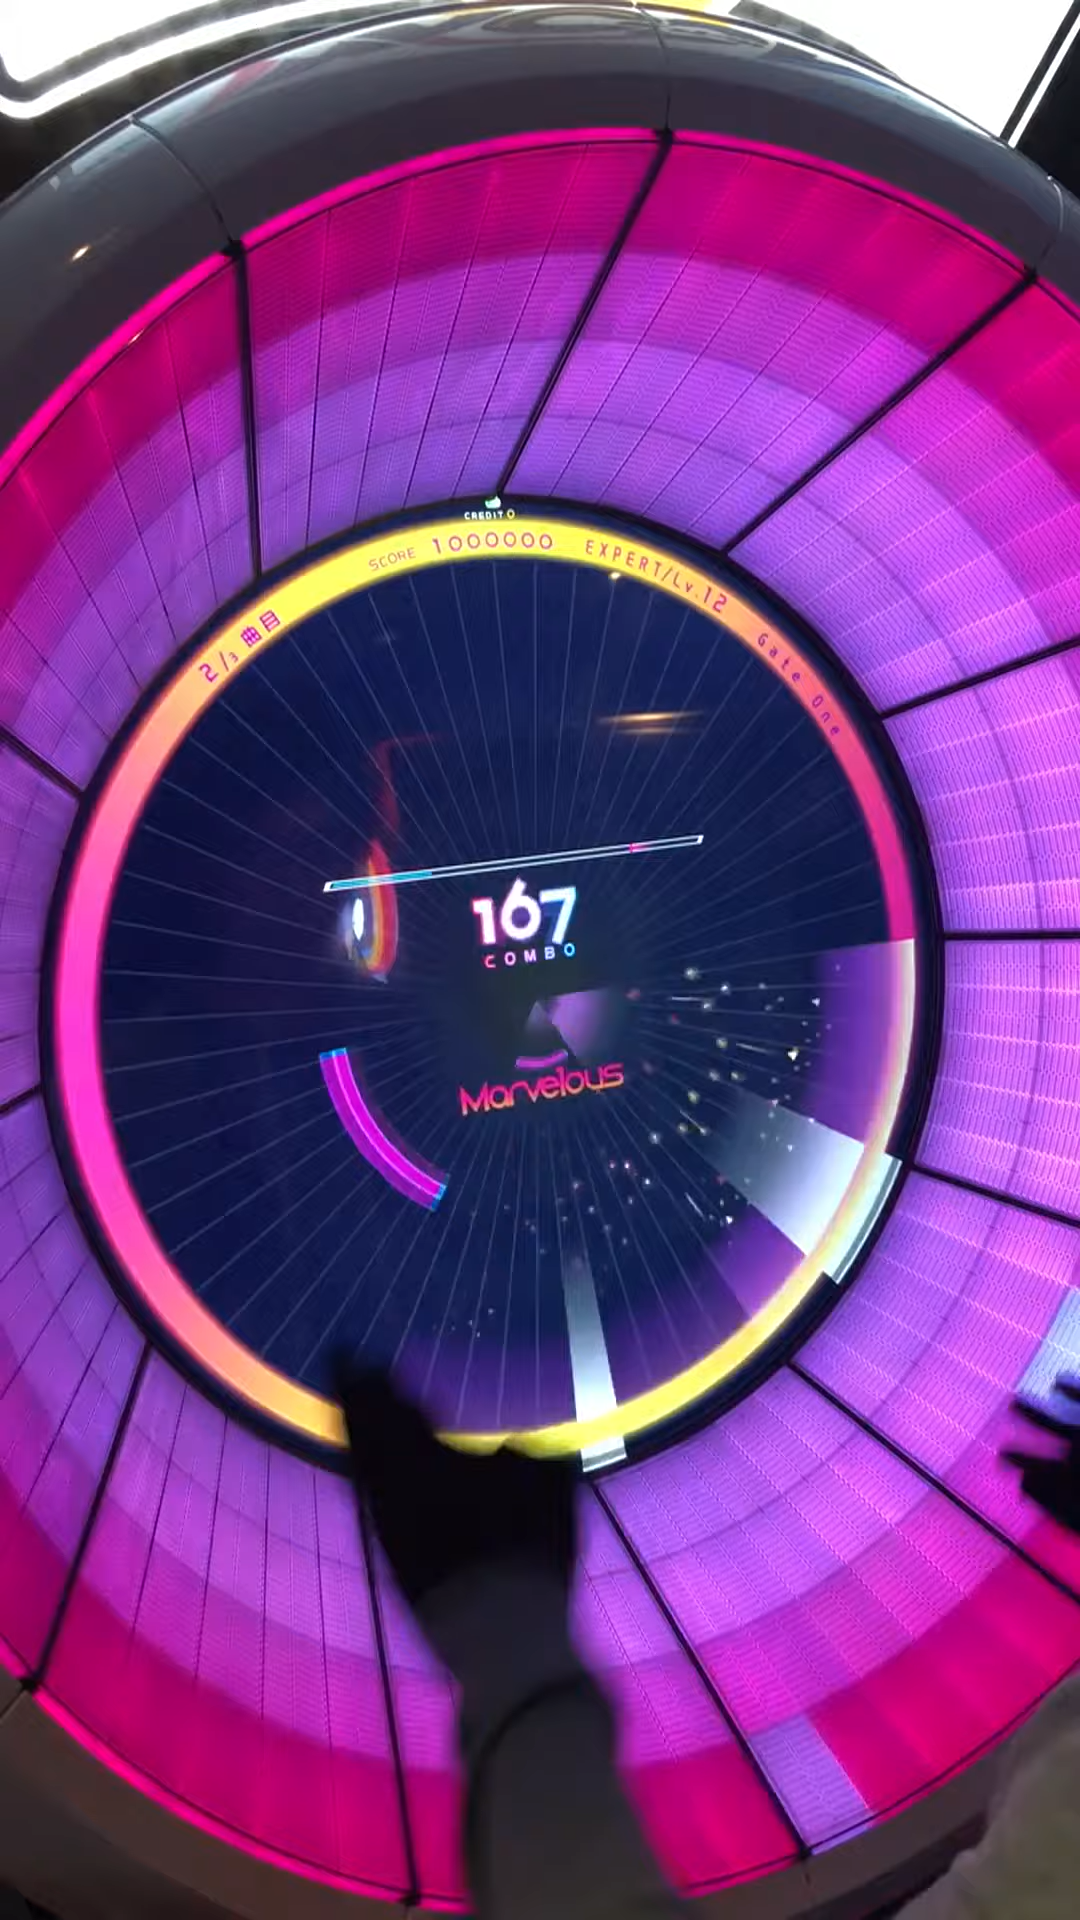 CREDIT 0
2/3 曲目
SCORE 1000000
EXPERT/Lv.12
Gate One
167
COMBO
Marvelous